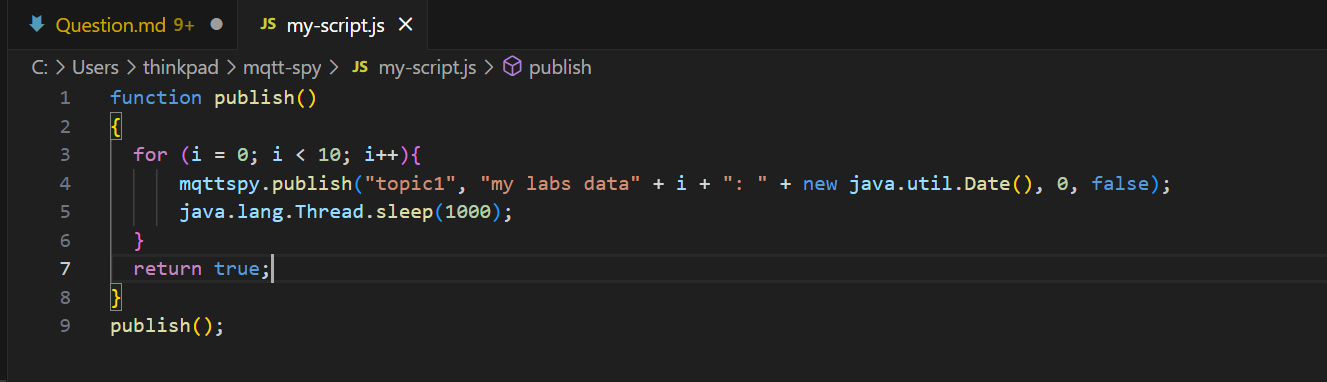 Question.md 9+ JS my-script.js
C: > Users > thinkpad > mqtt-spy > JS my-script.js > publish
1 function publish()
2 {
3   for (i = 0; i < 10; i++){
4       mqttspy.publish("topic1", "my labs data" + i + ": " + new java.util.Date(), 0, false);
5       java.lang.Thread.sleep(1000);
6   }
7   return true;
8 }
9 publish();